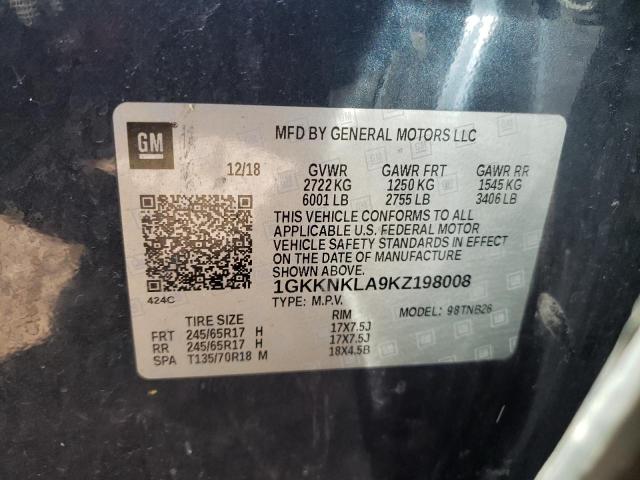 GM
MFD BY GENERAL MOTORS LLC
12/18 GVWR GAWR FRT GAWR RR
2722 KG 1250 KG 1545 KG
6001 LB 2755 LB 3406 LB
THIS VEHICLE CONFORMS TO ALL
APPLICABLE U.S. FEDERAL MOTOR
VEHICLE SAFETY STANDARDS IN EFFECT
ON THE DATE OF MANUFACTURE
SHOWN ABOVE.
1GKKNKLA9KZ198008
424C
TYPE: M.P.V. MODEL: 98TNB26
TIRE SIZE RIM
FRT 245/65R17 H 17X7.5J
RR 245/65R17 H 17X7.5J
SPA T135/70R18 M 18X4.5B